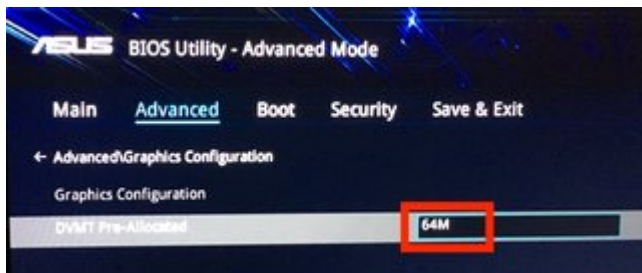 ASUS BIOS Utility - Advanced Mode
Main Advanced Boot Security Save & Exit
← Advanced\Graphics Configuration
Graphics Configuration
DVMT Pre-Allocated 64M